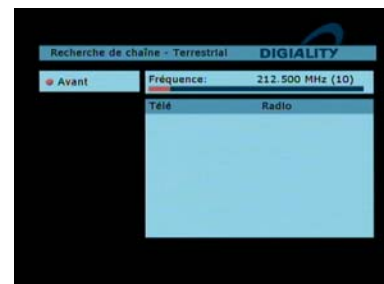 Recherche de chaîne - Terrestrial DIGIALITY
Avant
Fréquence: 212.500 MHz (10)
Télé Radio